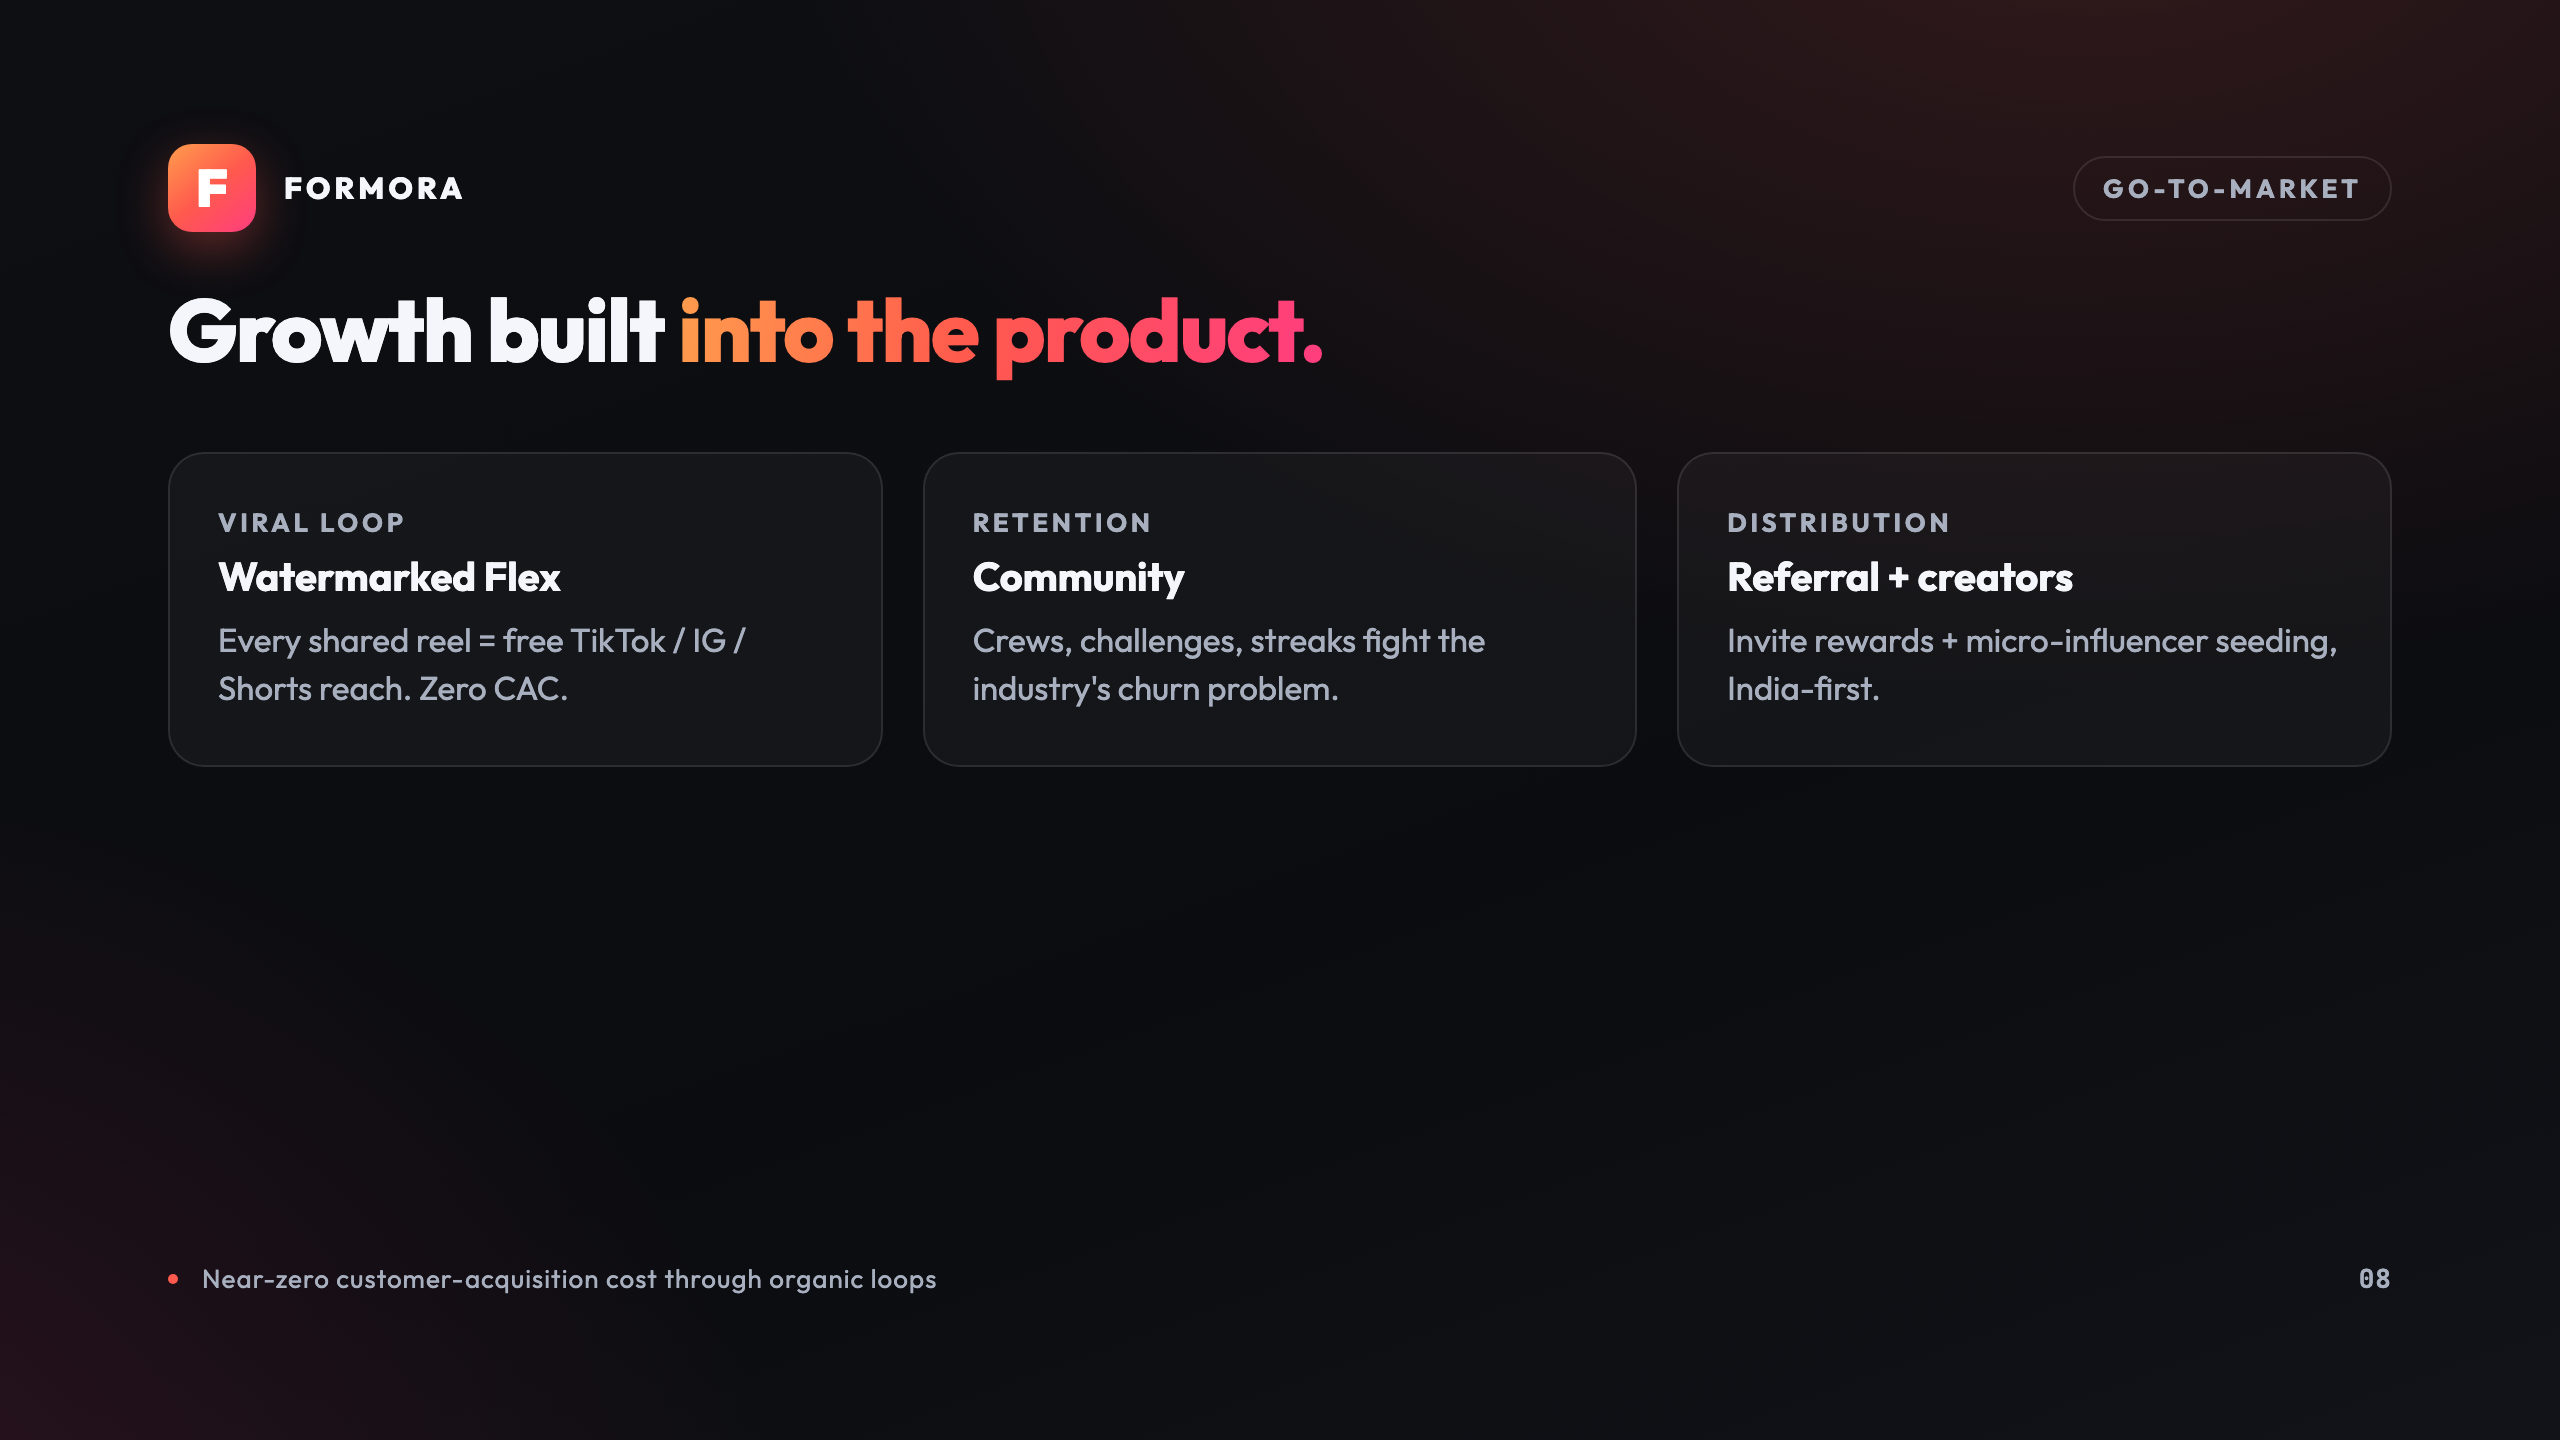 F
FORMORA
GO-TO-MARKET
Growth built into the product.
VIRAL LOOP
Watermarked Flex
Every shared reel = free TikTok / IG /
Shorts reach. Zero CAC.
RETENTION
Community
Crews, challenges, streaks fight the
industry's churn problem.
DISTRIBUTION
Referral + creators
Invite rewards + micro-influencer seeding,
India-first.
Near-zero customer-acquisition cost through organic loops
08